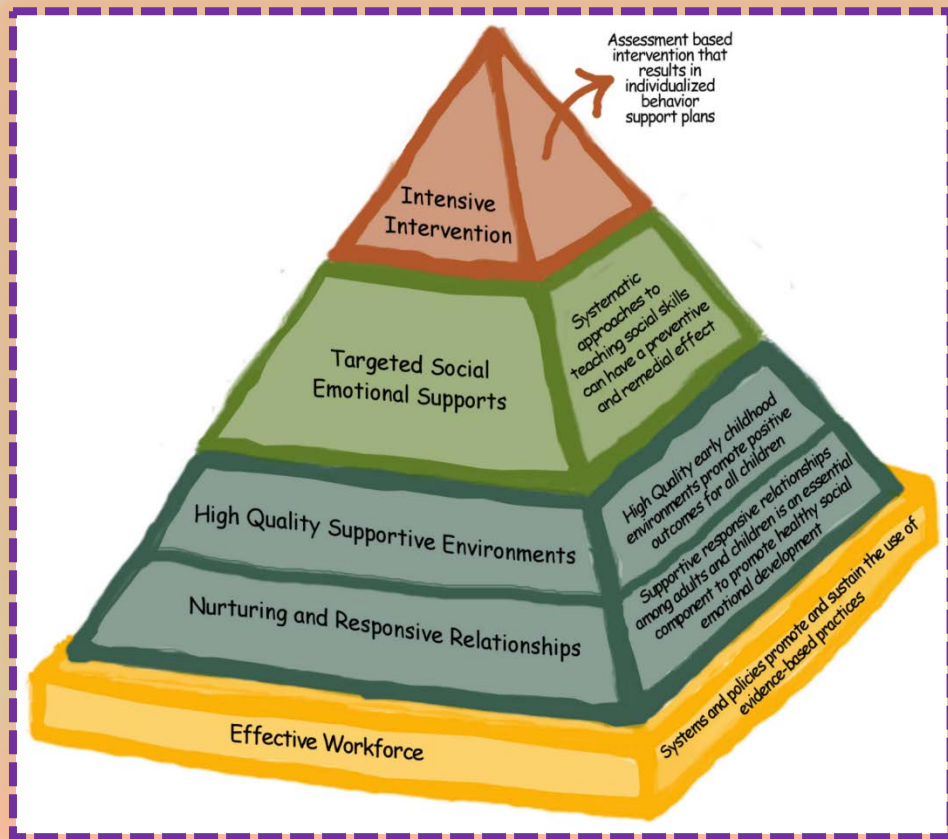 Assessment based
intervention that
results in
individualized
behavior
support plans
Intensive
Intervention
Systematic
approaches to
teaching social skills
can have a preventive
and remedial effect
Targeted Social
Emotional Supports
High Quality early childhood
environments promote positive
outcomes for all children
High Quality Supportive Environments
Supportive responsive relationships
among adults and children is an essential
component to promote healthy social
emotional development
Nurturing and Responsive Relationships
Systems and policies promote and sustain the use of
evidence-based practices
Effective Workforce